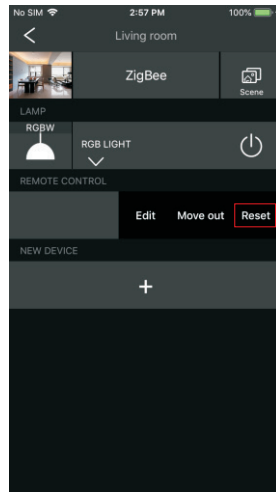 No SIM 2:57 PM 100%
Living room
ZigBee
Scene
LAMP
RGBW
RGB LIGHT
REMOTE CONTROL
Edit Move out Reset
NEW DEVICE
+